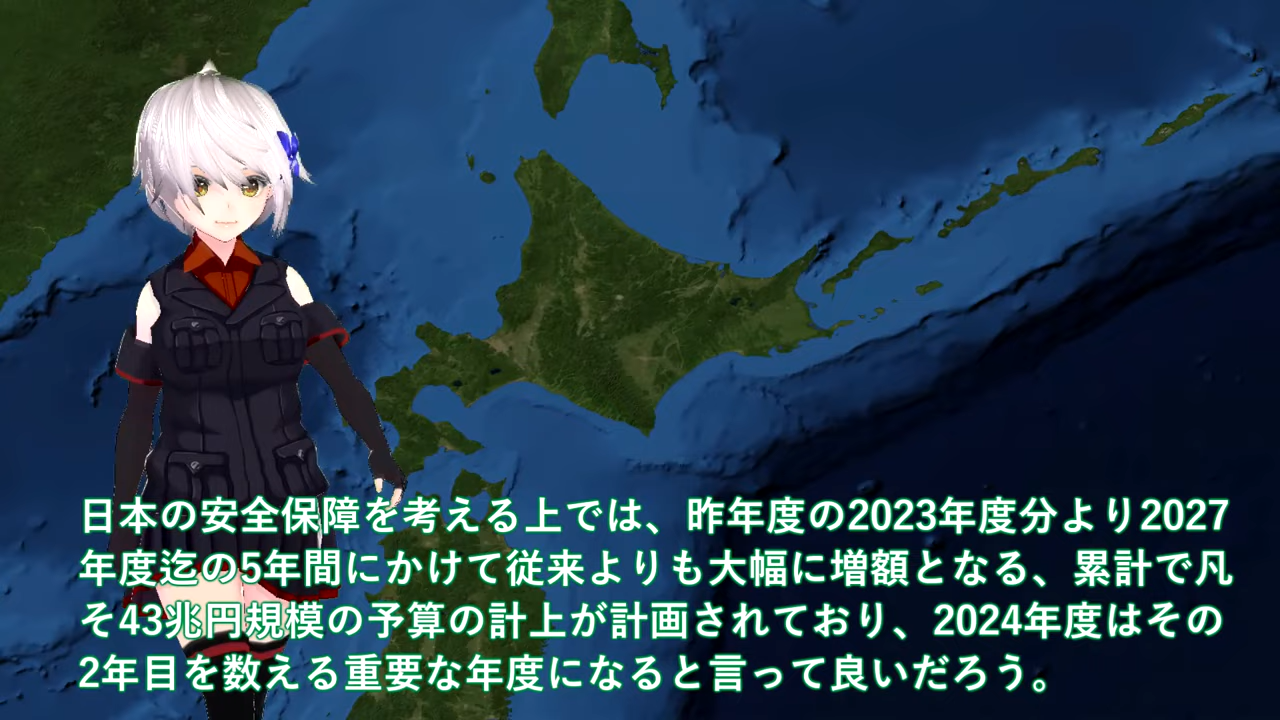 日本の安全保障を考える上では、昨年度の2023年度分より2027
年度迄の5年間にかけて従来よりも大幅に増額となる、累計で凡
そ43兆円規模の予算の計上が計画されており、2024年度はその
2年目を数える重要な年度になると言って良いだろう。